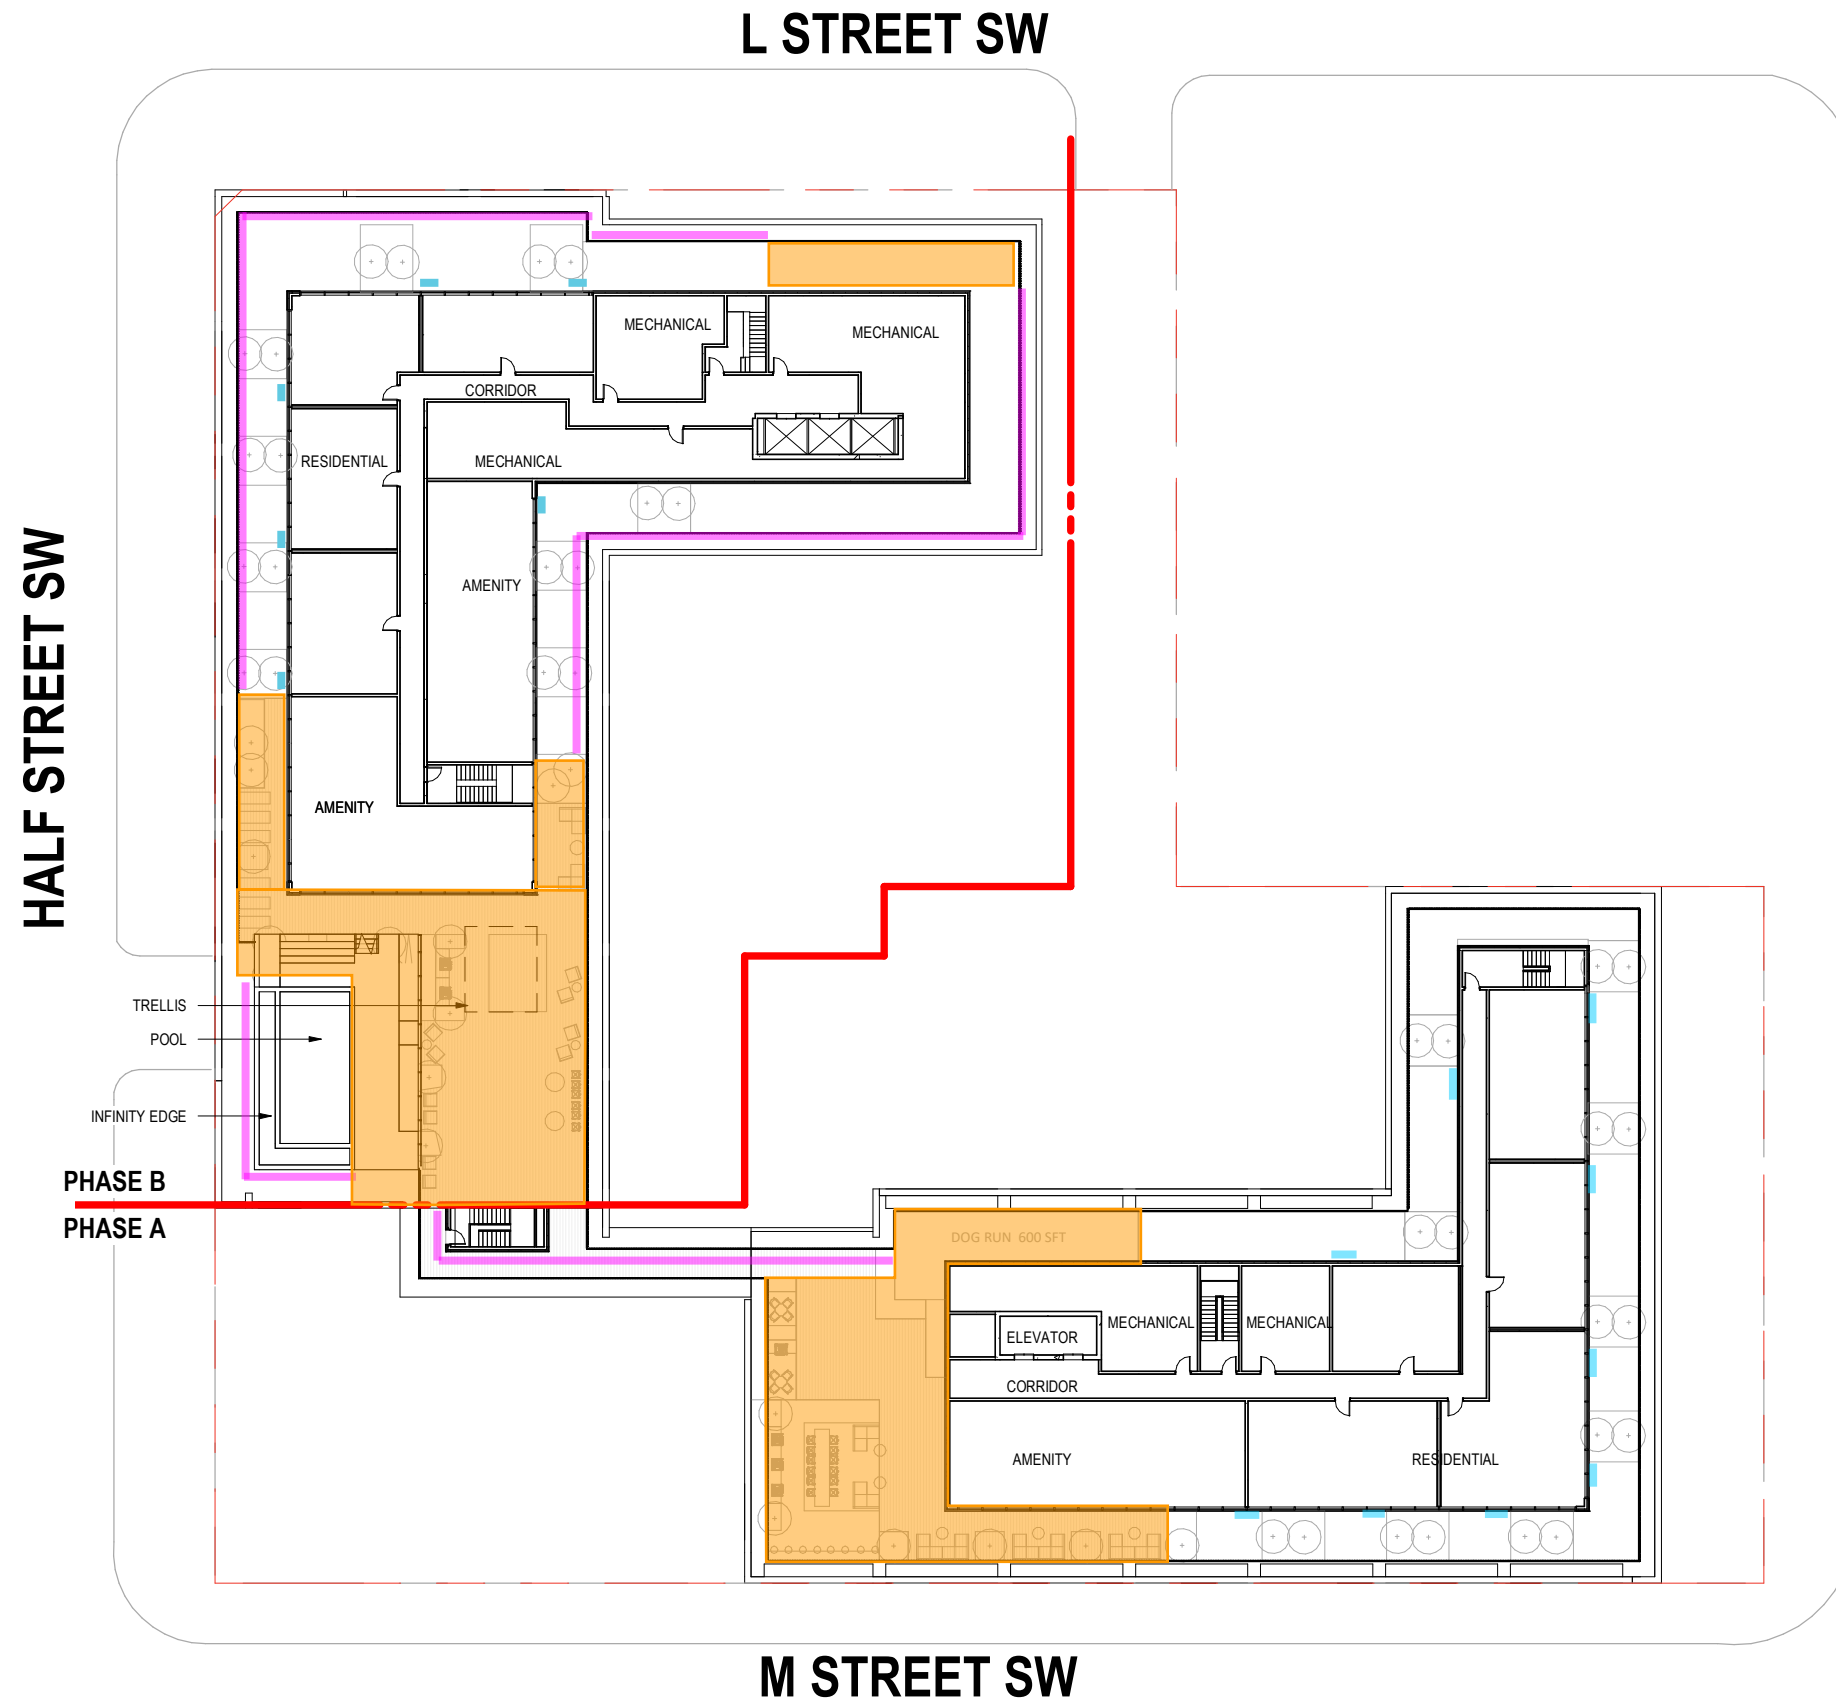 L STREET SW
MECHANICAL
MECHANICAL
CORRIDOR
RESIDENTIAL
MECHANICAL
HALF STREET SW
AMENITY
AMENITY
TRELLIS
POOL
INFINITY EDGE
PHASE B
PHASE A
DOG RUN 600 SFT
MECHANICAL
MECHANICAL
ELEVATOR
CORRIDOR
AMENITY
RESIDENTIAL
M STREET SW